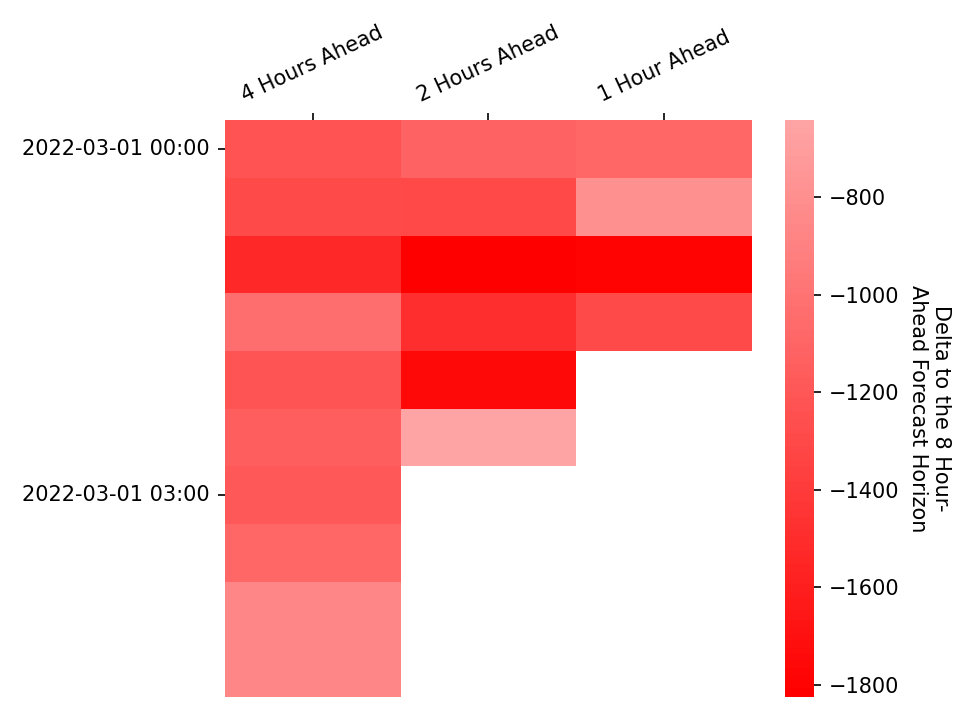 4 Hours Ahead
2 Hours Ahead
1 Hour Ahead
2022-03-01 00:00
2022-03-01 03:00
−800
−1000
−1200
−1400
−1600
−1800
Delta to the 8 Hour-
Ahead Forecast Horizon